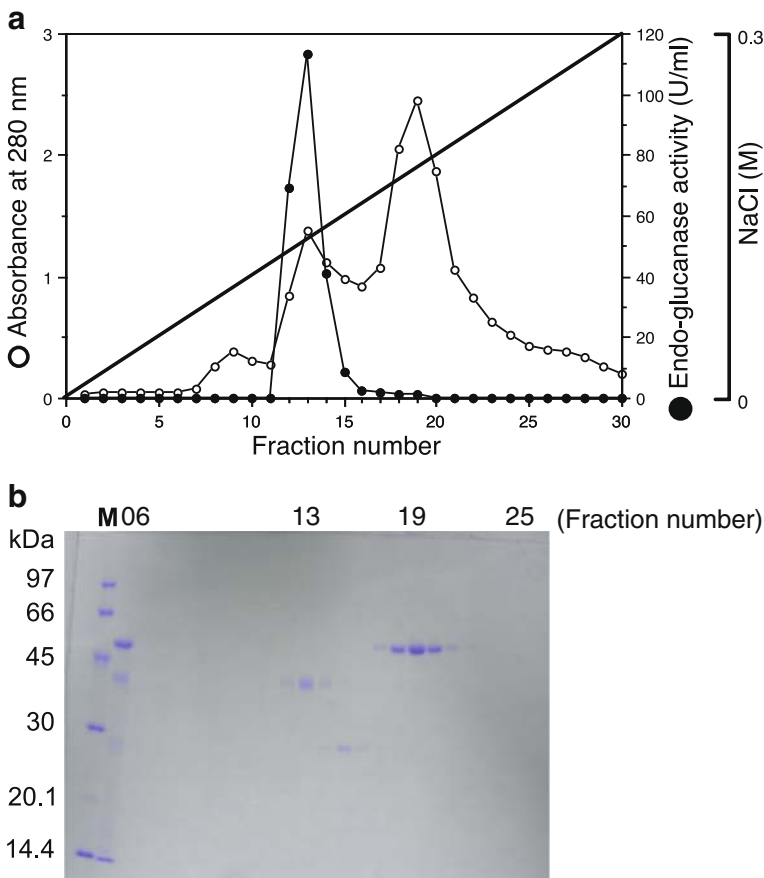 a
Absorbance at 280 nm
3
2
1
0
0 5 10 15 20 25 30
Fraction number
120
100
80
60
40
20
0
Endo-glucanase activity (U/ml)
0.3
0
NaCl (M)
b
M 06 13 19 25 (Fraction number)
kDa
97
66
45
30
20.1
14.4